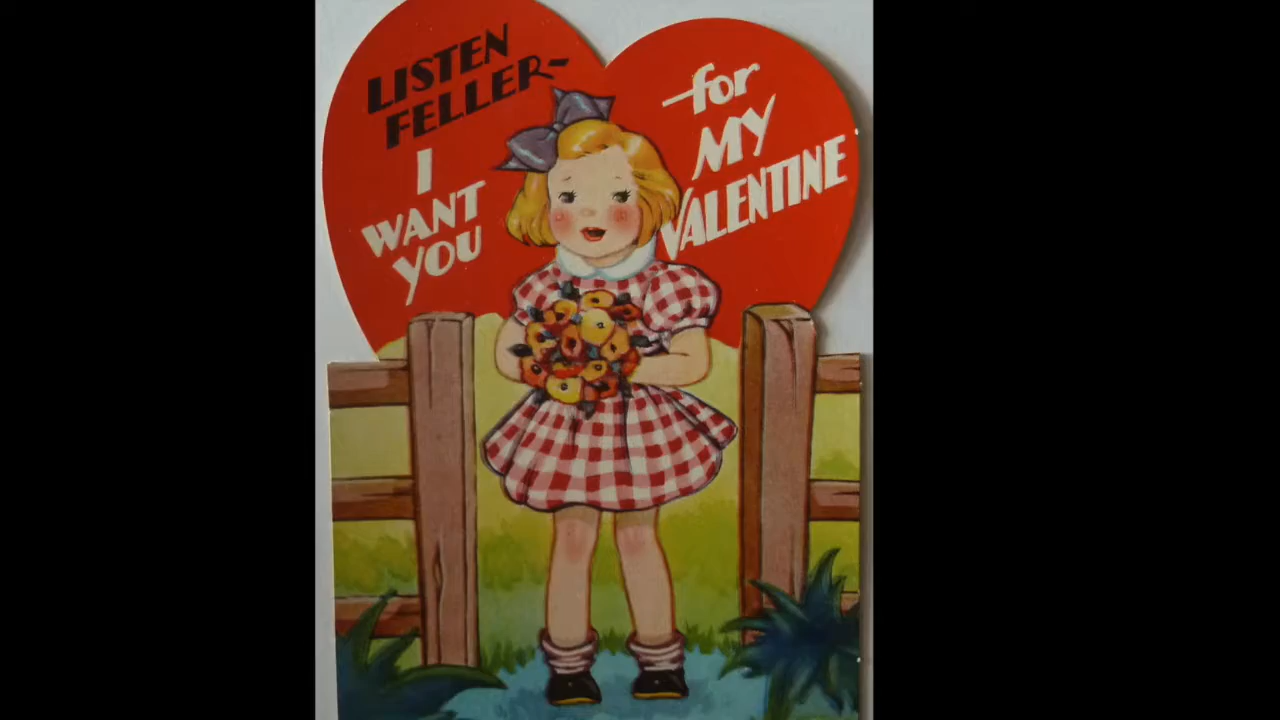 LISTEN
FELLER-
I
WANT
YOU
-for
MY
VALENTINE